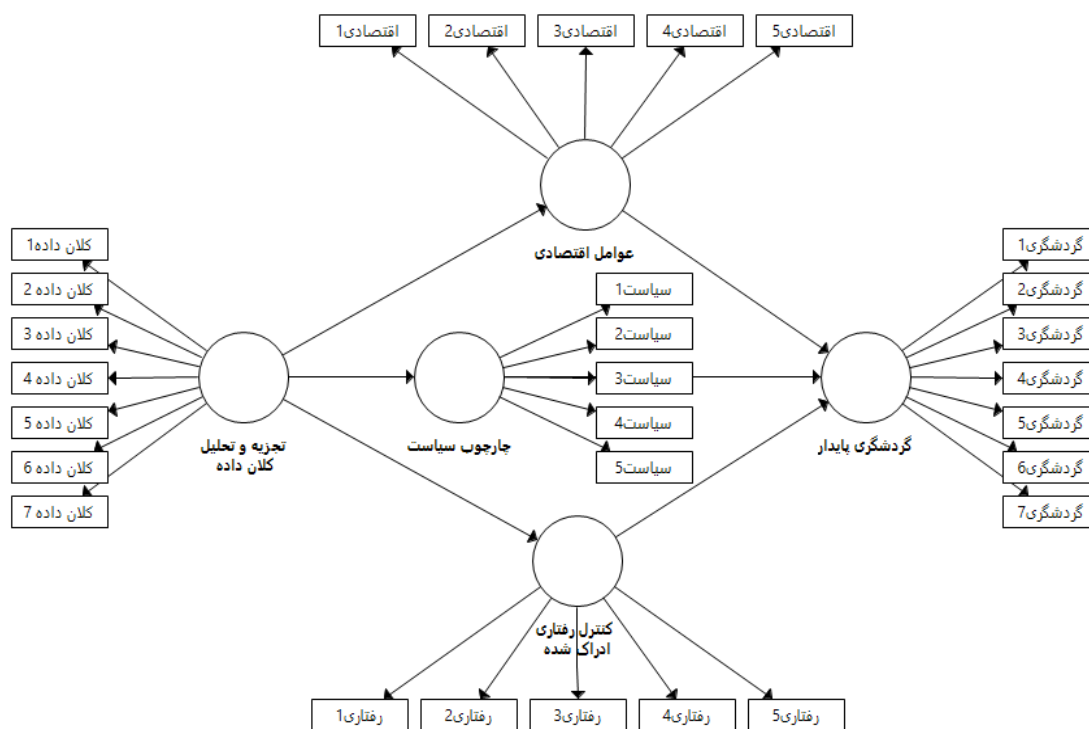 اقتصادی1
اقتصادی2
اقتصادی3
اقتصادی4
اقتصادی5
عوامل اقتصادی
کلان داده1
کلان داده 2
کلان داده 3
کلان داده 4
کلان داده 5
کلان داده 6
کلان داده 7
تجزیه و تحلیل
کلان داده
چارچوب سیاست
سیاست1
سیاست2
سیاست3
سیاست4
سیاست5
گردشگری پایدار
گردشگری1
گردشگری2
گردشگری3
گردشگری4
گردشگری5
گردشگری6
گردشگری7
کنترل رفتاری
ادراک شده
رفتاری1
رفتاری2
رفتاری3
رفتاری4
رفتاری5